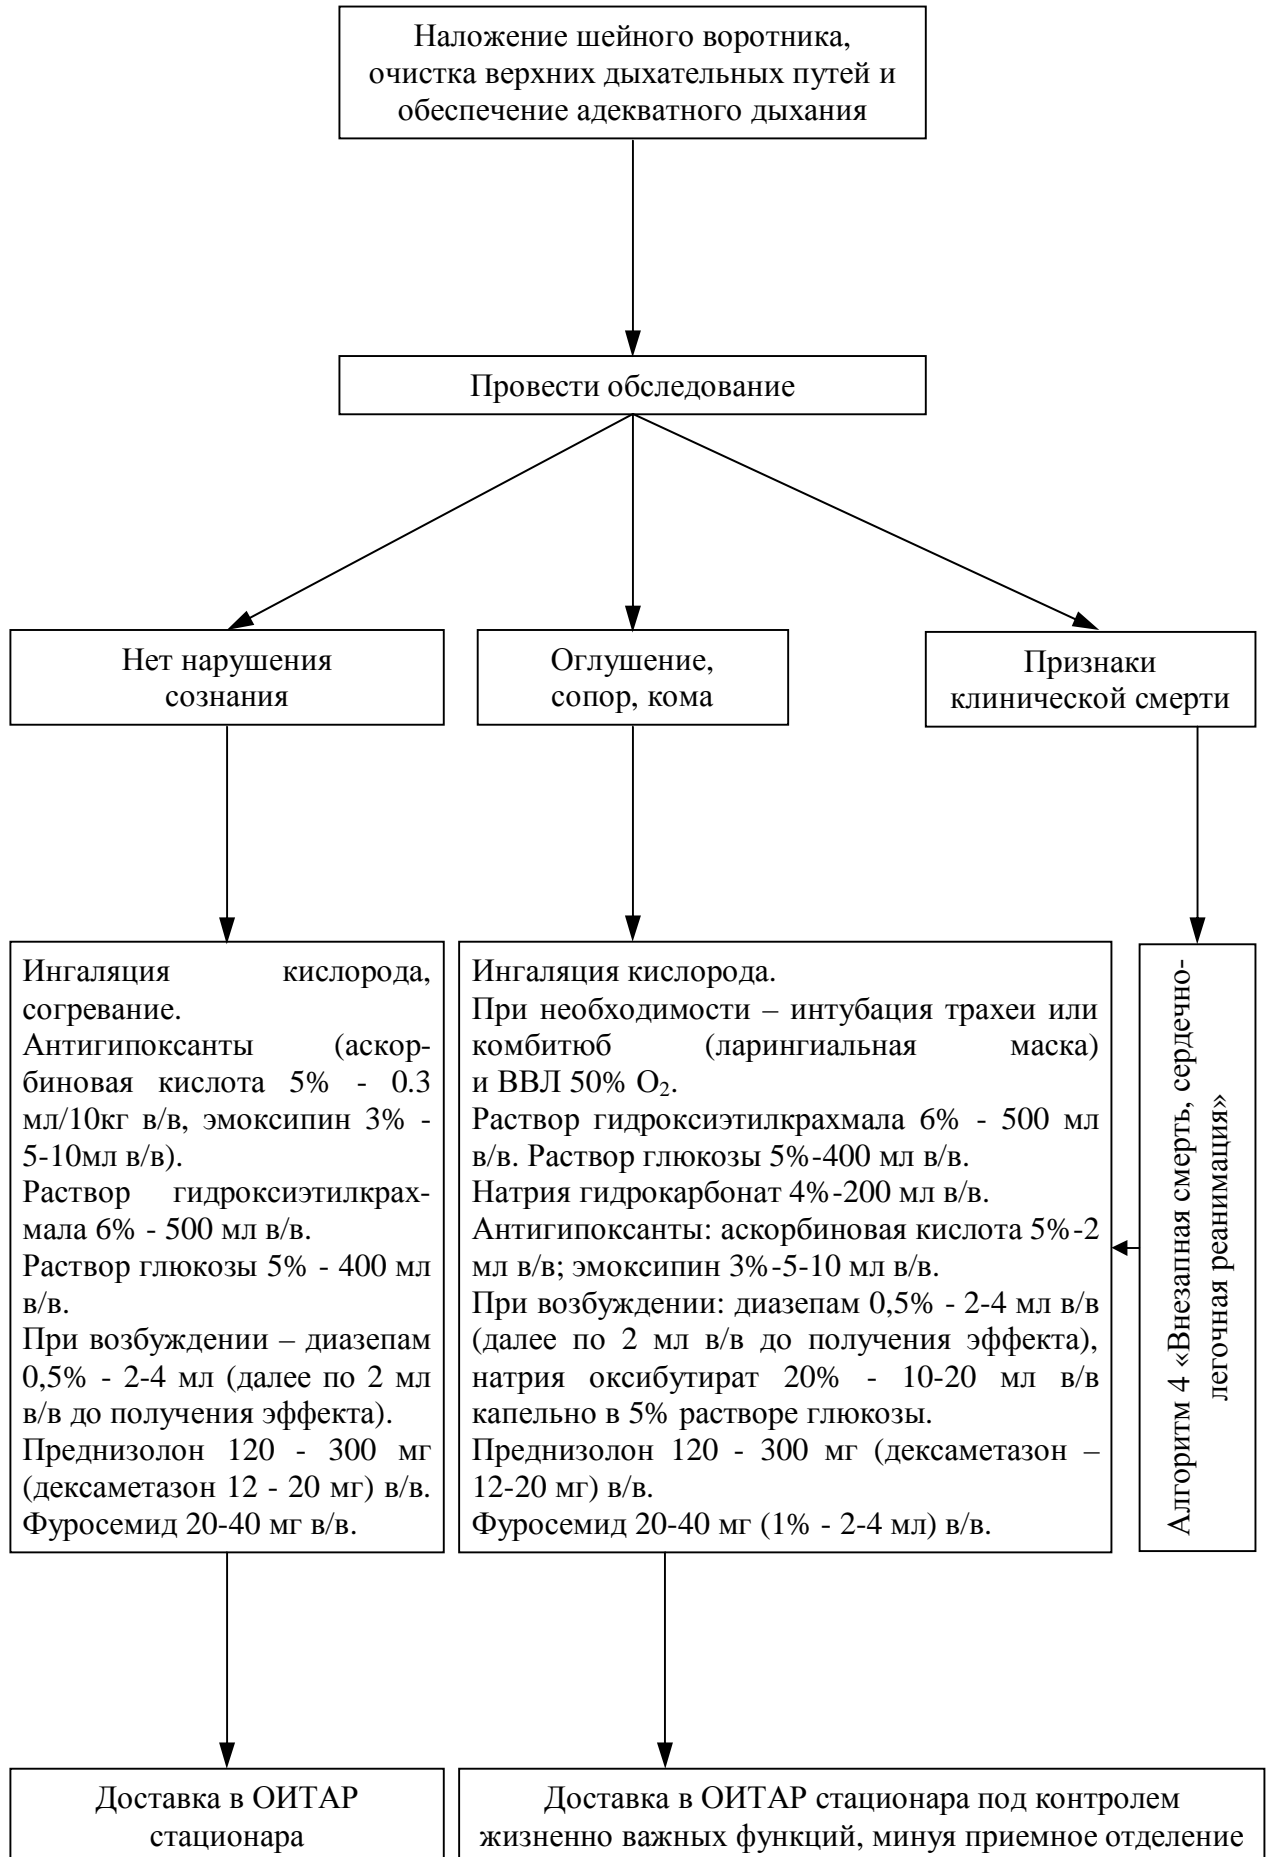 Наложение шейного воротника,
очистка верхних дыхательных путей и
обеспечение адекватного дыхания
Провести обследование
Нет нарушения
сознания
Оглушение,
сопор, кома
Признаки
клинической смерти
Ингаляция кислорода,
согревание.
Антигипоксанты (аскор-
биновая кислота 5% - 0.3
мл/10кг в/в, эмоксипин 3% -
5-10мл в/в).
Раствор гидроксиэтилкрах-
мала 6% - 500 мл в/в.
Раствор глюкозы 5% - 400 мл
в/в.
При возбуждении – диазепам
0,5% - 2-4 мл (далее по 2 мл
в/в до получения эффекта).
Преднизолон 120 - 300 мг
(дексаметазон 12 - 20 мг) в/в.
Фуросемид 20-40 мг в/в.
Ингаляция кислорода.
При необходимости – интубация трахеи или
комбитюб (ларингиальная маска)
и ВВЛ 50% O₂.
Раствор гидроксиэтилкрахмала 6% - 500 мл
в/в. Раствор глюкозы 5%-400 мл в/в.
Натрия гидрокарбонат 4%-200 мл в/в.
Антигипоксанты: аскорбиновая кислота 5%-2
мл в/в; эмоксипин 3%-5-10 мл в/в.
При возбуждении: диазепам 0,5% - 2-4 мл в/в
(далее по 2 мл в/в до получения эффекта),
натрия оксибутират 20% - 10-20 мл в/в
капельно в 5% растворе глюкозы.
Преднизолон 120 - 300 мг (дексаметазон –
12-20 мг) в/в.
Фуросемид 20-40 мг (1% - 2-4 мл) в/в.
Алгоритм 4 «Внезапная смерть, сердечно-
легочная реанимация»
Доставка в ОИТАР
стационара
Доставка в ОИТАР стационара под контролем
жизненно важных функций, минуя приемное отделение